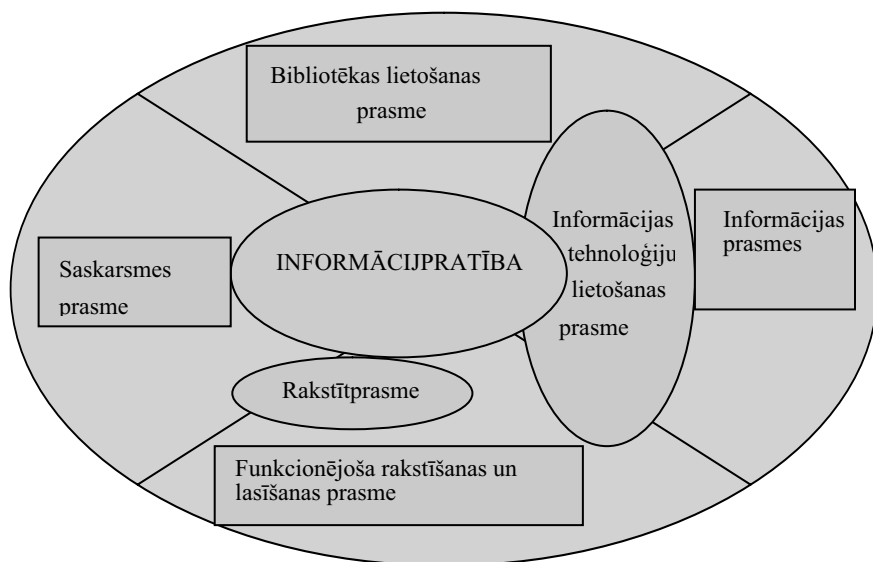 Bibliotēkas lietošanas
prasme
Informācijas
tehnoloģiju
lietošanas
prasme
Informācijas
prasmes
INFORMĀCIJPRATĪBA
Saskarsmes
prasme
Rakstītprasme
Funkcionējoša rakstīšanas un
lasīšanas prasme